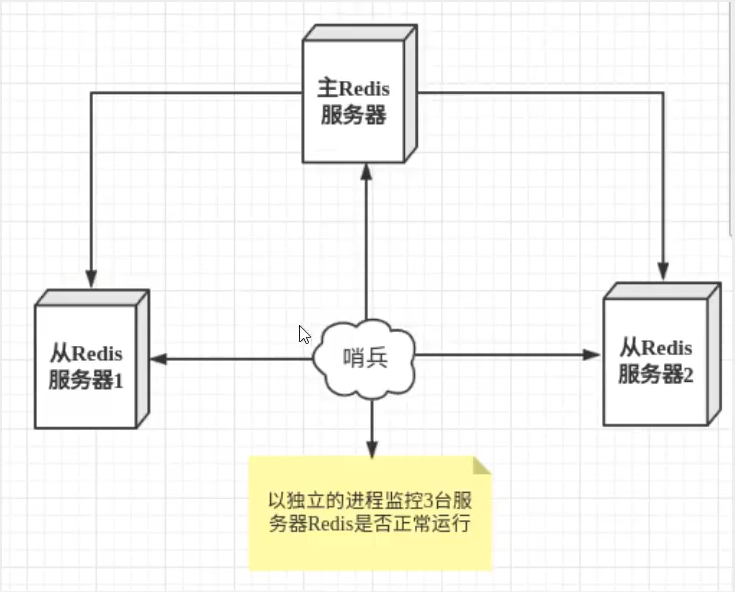 主Redis
服务器
从Redis
服务器1
哨兵
从Redis
服务器2
以独立的进程监控3台服
务器Redis是否正常运行